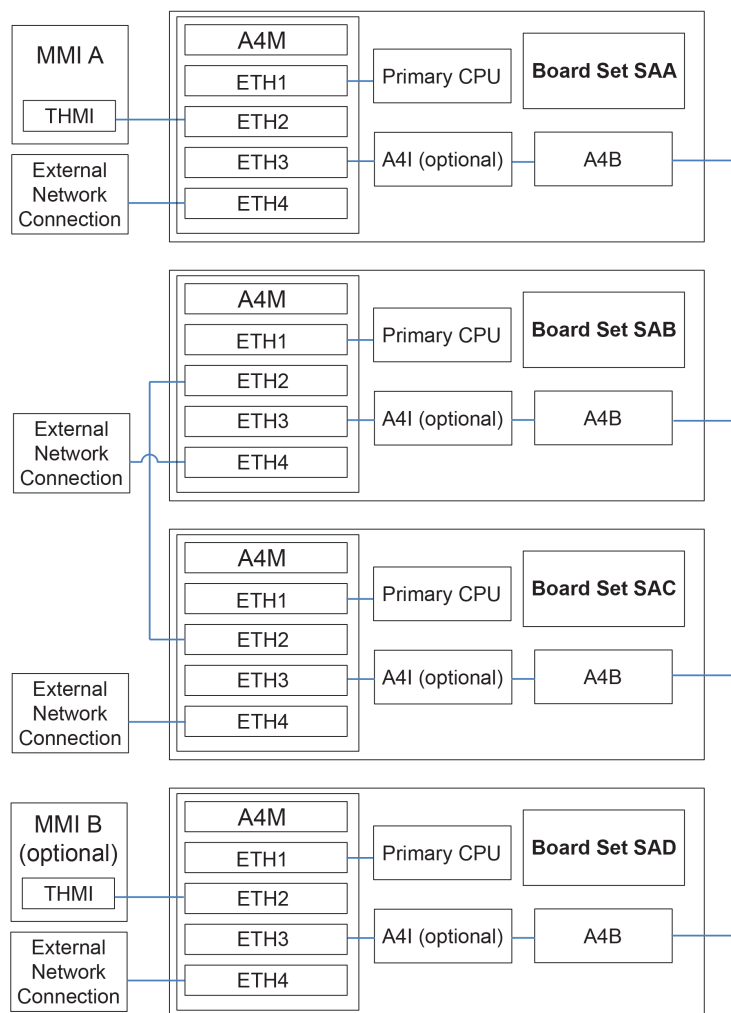 MMI A
THMI
External
Network
Connection
A4M
ETH1
ETH2
ETH3
ETH4
Primary CPU
Board Set SAA
A4I (optional)
A4B
External
Network
Connection
A4M
ETH1
ETH2
ETH3
ETH4
Primary CPU
Board Set SAB
A4I (optional)
A4B
External
Network
Connection
A4M
ETH1
ETH2
ETH3
ETH4
Primary CPU
Board Set SAC
A4I (optional)
A4B
MMI B
(optional)
THMI
External
Network
Connection
A4M
ETH1
ETH2
ETH3
ETH4
Primary CPU
Board Set SAD
A4I (optional)
A4B